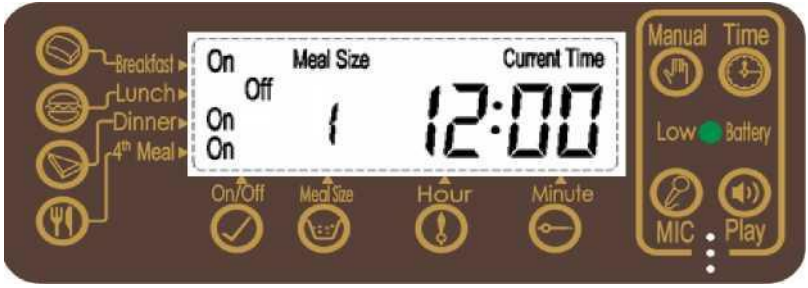 Manual Time
Breakfast On Meal Size Current Time
Lunch Off
Dinner On 1 12:00
4th Meal On
Low Battery
On/Off Meal Size Hour Minute
MIC Play